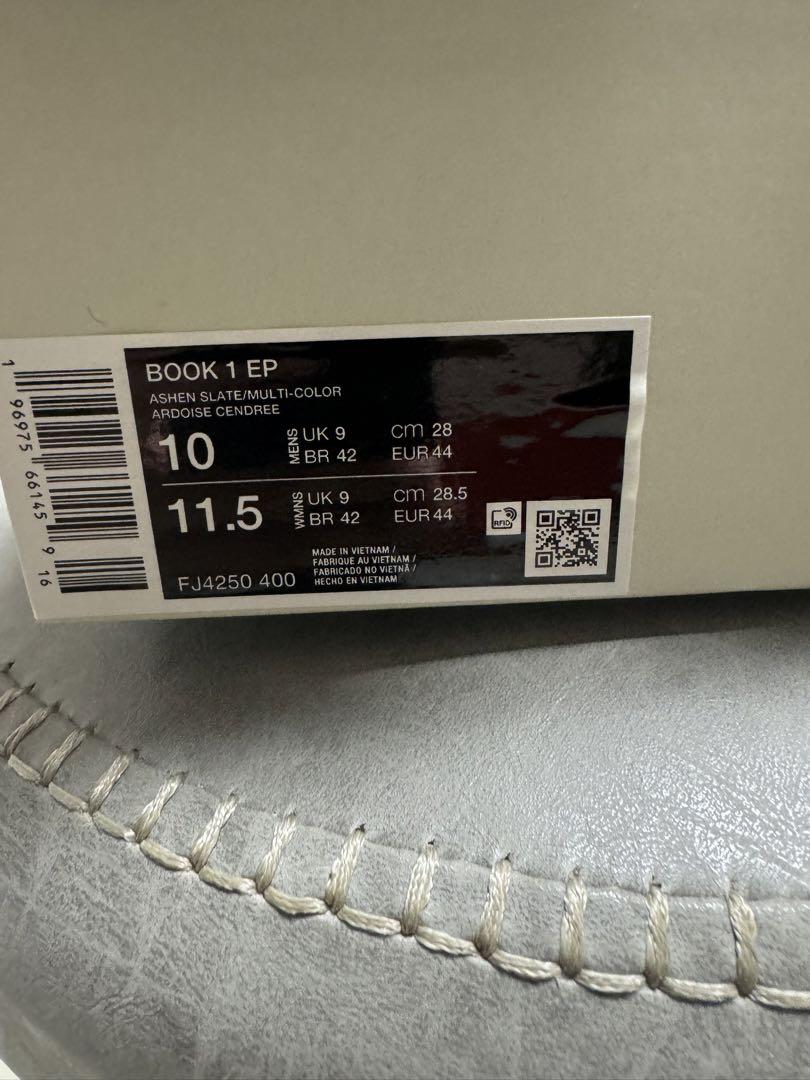 BOOK 1 EP
ASHEN SLATE/MULTI-COLOR
ARDOISE CENDREE
10 MENS UK 9 CM 28
BR 42 EUR 44
11.5 WMNS UK 9 CM 28.5
BR 42 EUR 44
MADE IN VIETNAM /
FABRIQUE AU VIETNAM /
FABRICADO NO VIETNÃ /
HECHO EN VIETNAM
FJ4250 400
RFID
1 96975 66145 9 16